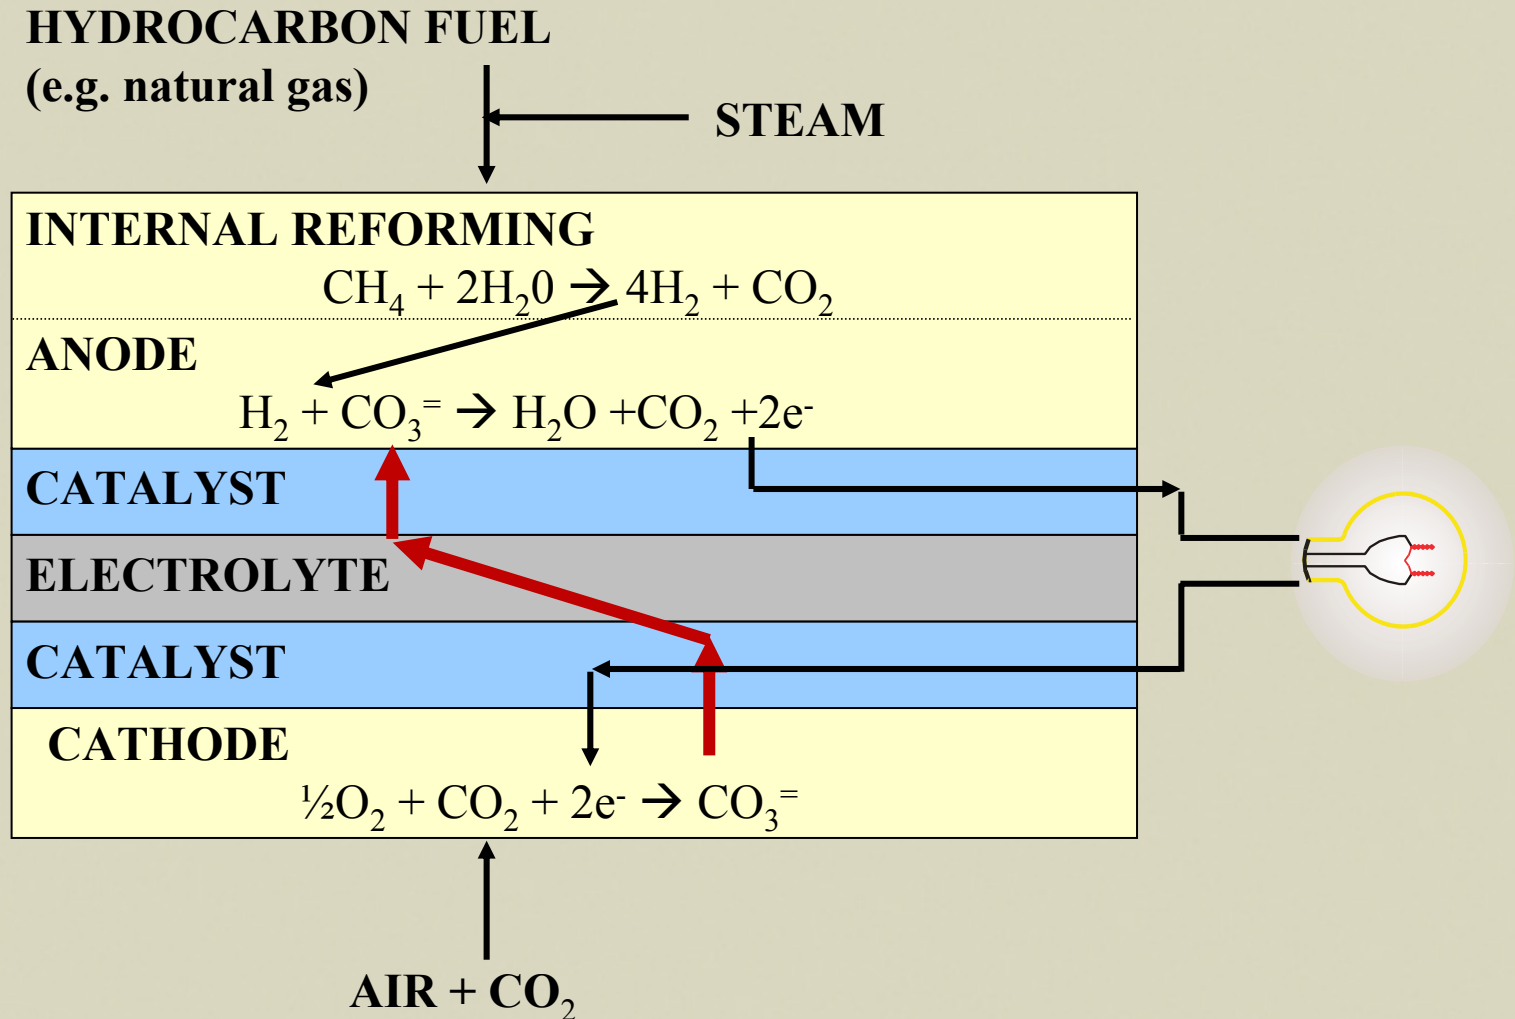 HYDROCARBON FUEL
(e.g. natural gas)
STEAM
INTERNAL REFORMING
CH₄ + 2H₂0 → 4H₂ + CO₂
ANODE
H₂ + CO₃⁼ → H₂O +CO₂ +2e⁻
CATALYST
ELECTROLYTE
CATALYST
CATHODE
½O₂ + CO₂ + 2e⁻ → CO₃⁼
AIR + CO₂